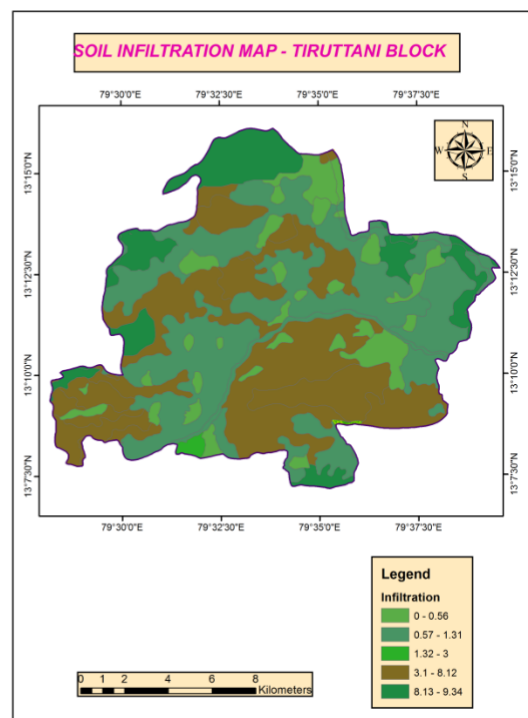 SOIL INFILTRATION MAP - TIRUTTANI BLOCK
79°30'0"E 79°32'30"E 79°35'0"E 79°37'30"E
N
W E
S
13°15'0"N 13°15'0"N
13°12'30"N 13°12'30"N
13°10'0"N 13°10'0"N
13°7'30"N 13°7'30"N
79°30'0"E 79°32'30"E 79°35'0"E 79°37'30"E
Legend
Infiltration
0 - 0.56
0.57 - 1.31
1.32 - 3
3.1 - 8.12
8.13 - 9.34
0 1 2 4 6 8
Kilometers